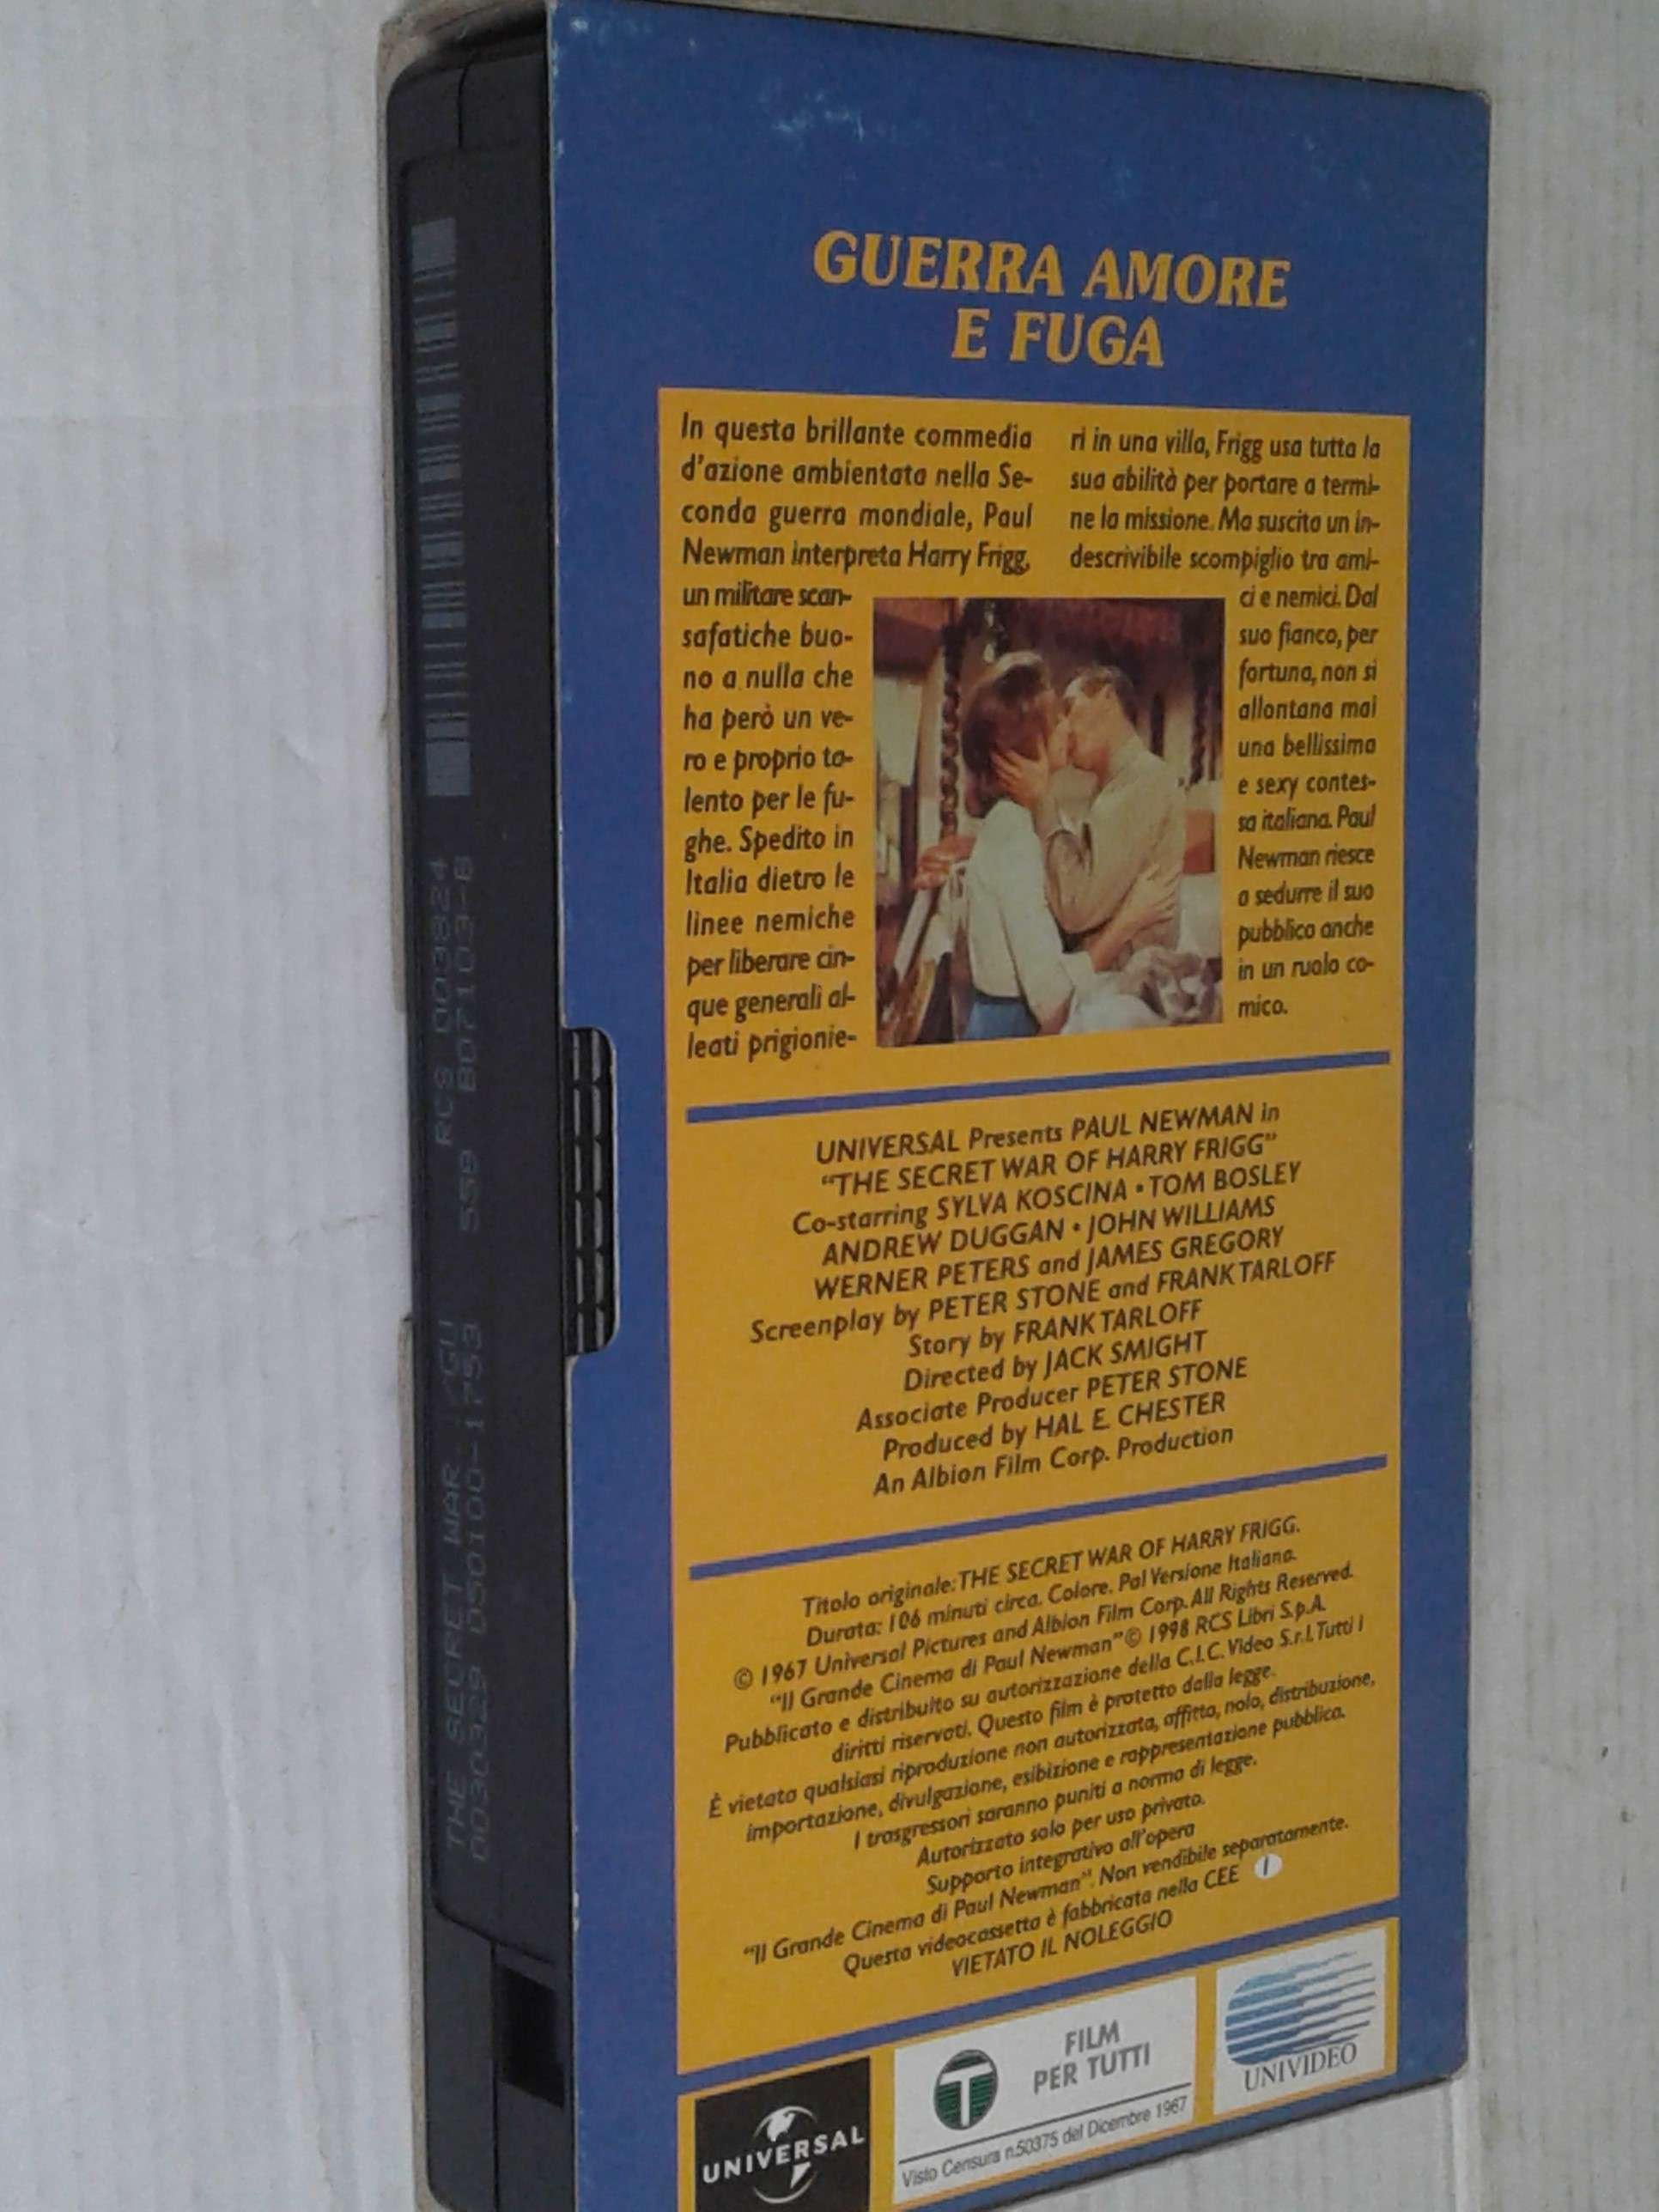 GUERRA AMORE
E FUGA
In questa brillante commedia
d'azione ambientata nella Se-
conda guerra mondiale, Paul
Newman interpreta Harry Frigg,
un militare scan-
safatiche buo-
no a nulla che
ha però un ve-
ro e proprio ta-
lento per le fu-
ghe. Spedito in
Italia dietro le
linee nemiche
per liberare cin-
que generali al-
leati prigionie-
ri in una villa, Frigg usa tutta la
sua abilità per portare a termi-
ne la missione. Ma suscita un in-
descrivibile scompiglio tra ami-
ci e nemici. Dal
suo fianco, per
fortuna, non si
allontana mai
una bellissima
e sexy contes-
sa italiana. Paul
Newman riesce
a sedurre il suo
pubblico anche
in un ruolo co-
mico.
UNIVERSAL Presents PAUL NEWMAN in
"THE SECRET WAR OF HARRY FRIGG"
Co-starring SYLVA KOSCINA • TOM BOSLEY
ANDREW DUGGAN • JOHN WILLIAMS
WERNER PETERS and JAMES GREGORY
Screenplay by PETER STONE and FRANK TARLOFF
Story by FRANK TARLOFF
Directed by JACK SMIGHT
Associate Producer PETER STONE
Produced by HAL E. CHESTER
An Albion Film Corp. Production
Titolo originale: THE SECRET WAR OF HARRY FRIGG.
Durata: 106 minuti circa. Colore. Pal Versione Italiana.
© 1967 Universal Pictures and Albion Film Corp. All Rights Reserved.
"Il Grande Cinema di Paul Newman" © 1998 RCS Libri S.p.A.
Pubblicato e distribuito su autorizzazione della C.I.C. Video S.r.l. Tutti i
diritti riservati. Questo film è protetto dalla legge.
È vietata qualsiasi riproduzione non autorizzata, affitto, nolo, distribuzione,
importazione, divulgazione, esibizione e rappresentazione pubblica.
I trasgressori saranno puniti a norma di legge.
Autorizzato solo per uso privato.
Supporto integrativo all'opera
"Il Grande Cinema di Paul Newman". Non vendibile separatamente.
Questa videocassetta è fabbricata nella CEE I
VIETATO IL NOLEGGIO
UNIVERSAL
T
FILM
PER TUTTI
Visto Censura n.50375 del Dicembre 1967
UNIVIDEO
THE SECRET WAR / GU RCS 003824
0030329 050100-1753 558 B07103-B